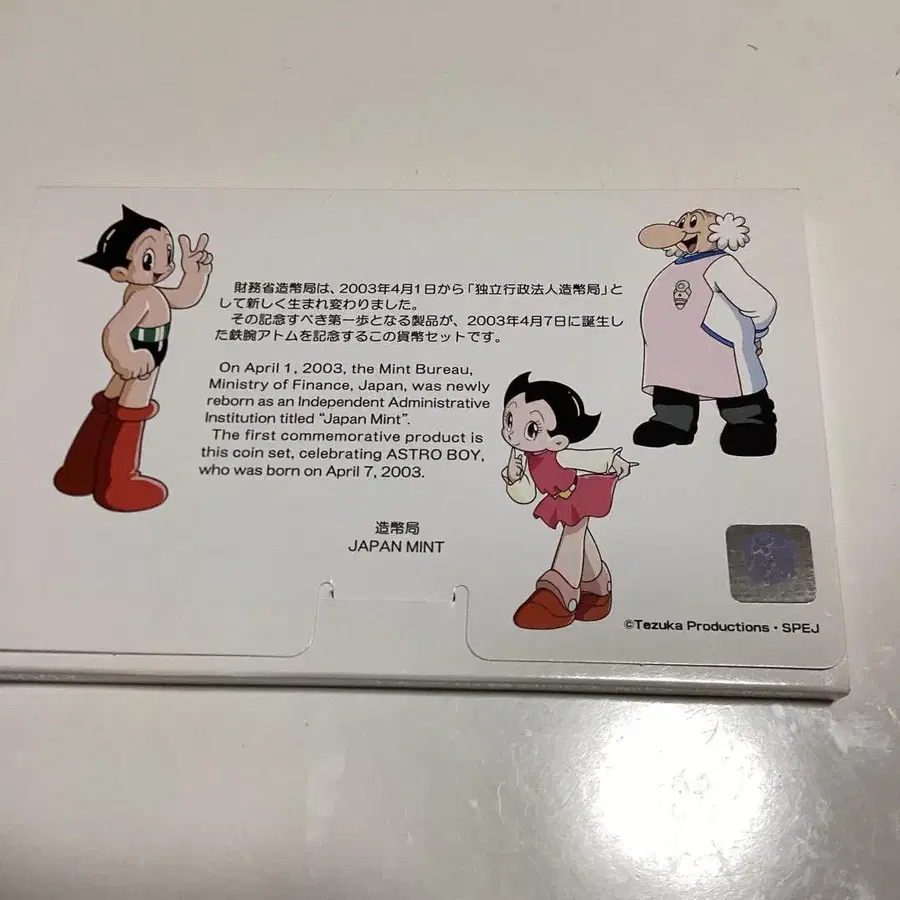 財務省造幣局は、2003年4月1日から「独立行政法人造幣局」と
して新しく生まれ変わりました。
その記念すべき第一歩となる製品が、2003年4月7日に誕生し
た鉄腕アトムを記念するこの貨幣セットです。
On April 1, 2003, the Mint Bureau,
Ministry of Finance, Japan, was newly
reborn as an Independent Administrative
Institution titled “Japan Mint”.
The first commemorative product is
this coin set, celebrating ASTRO BOY,
who was born on April 7, 2003.
造幣局
JAPAN MINT
©Tezuka Productions・SPEJ